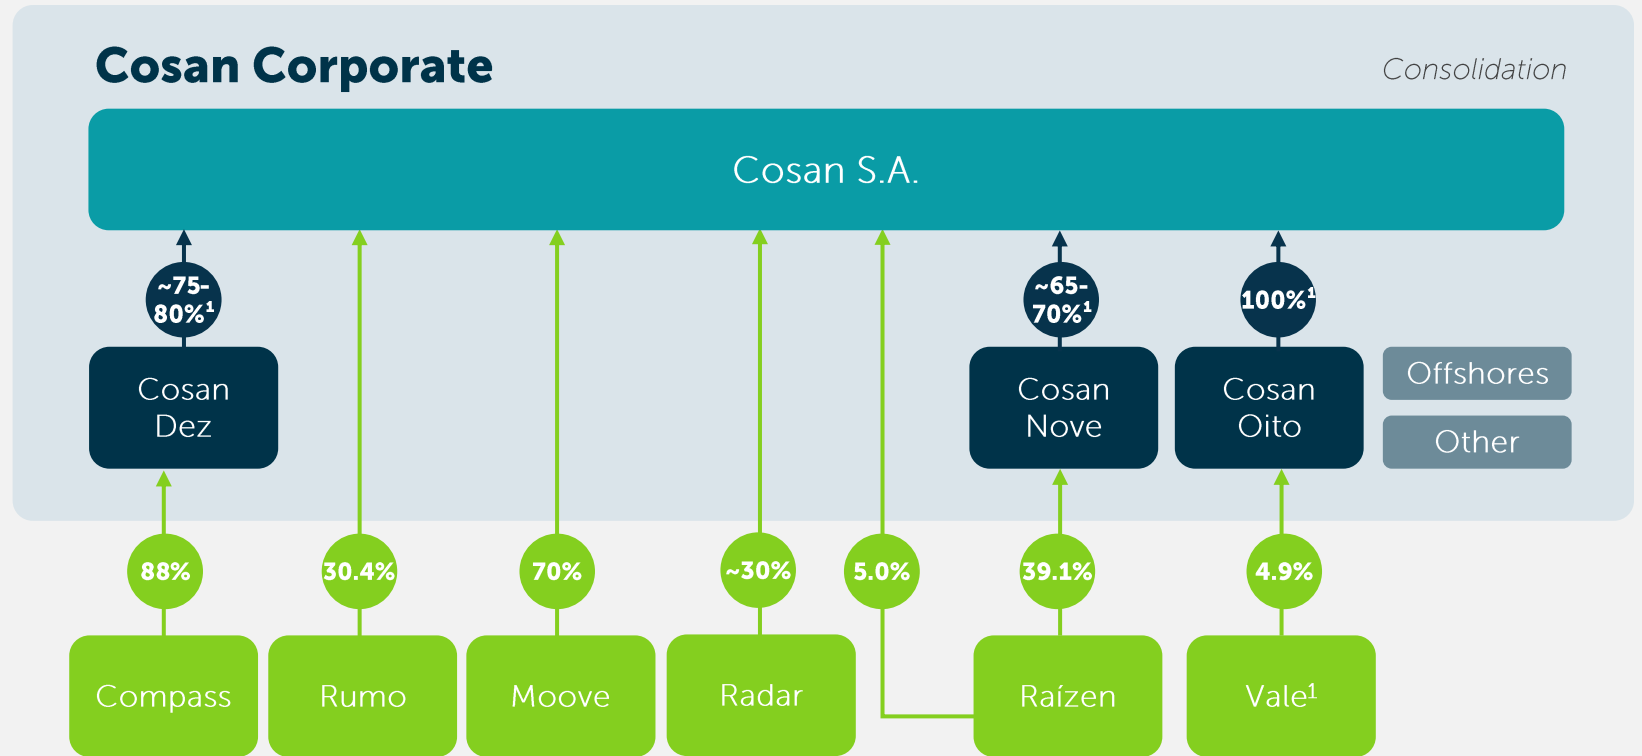 Cosan Corporate
Consolidation
Cosan S.A.
~75-
80%¹
~65-
70%¹
100%¹
Cosan
Dez
Cosan
Nove
Cosan
Oito
Offshores
Other
88%
30.4%
70%
~30%
5.0%
39.1%
4.9%
Compass
Rumo
Moove
Radar
Raízen
Vale¹